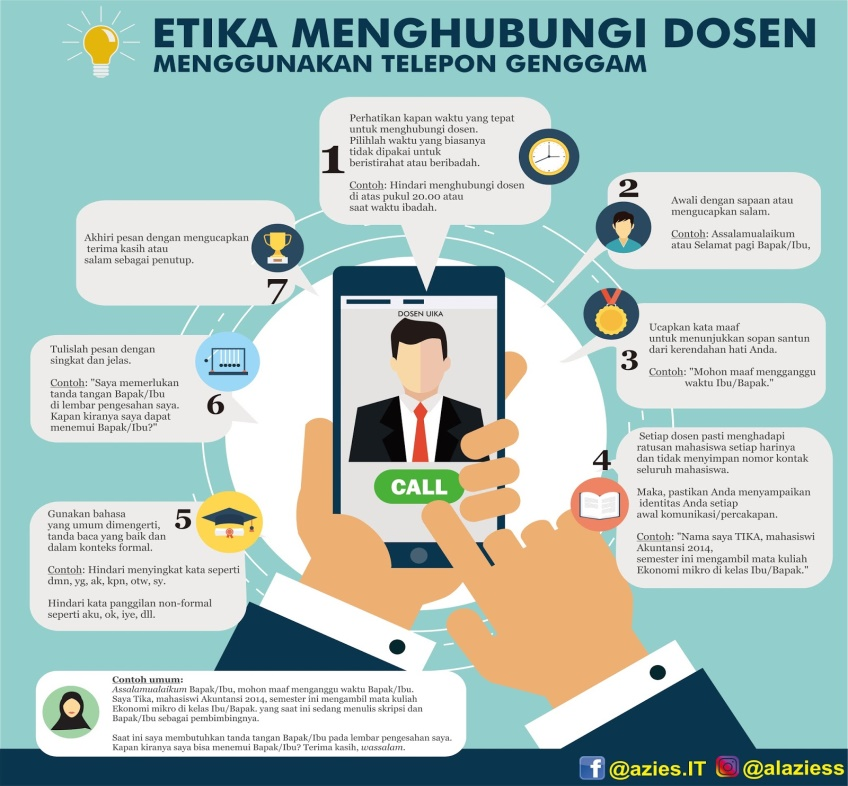 ETIKA MENGHUBUNGI DOSEN
MENGGUNAKAN TELEPON GENGGAM
1
Perhatikan kapan waktu yang tepat
untuk menghubungi dosen.
Pilihlah waktu yang biasanya
tidak dipakai untuk
beristirahat atau beribadah.
Contoh: Hindari menghubungi dosen
di atas pukul 20.00 atau
saat waktu ibadah.
2
Awali dengan sapaan atau
mengucapkan salam.
Contoh: Assalamualaikum
atau Selamat pagi Bapak/Ibu,
3
Ucapkan kata maaf
untuk menunjukkan sopan santun
dari kerendahan hati Anda.
Contoh: "Mohon maaf mengganggu
waktu Ibu/Bapak."
4
Setiap dosen pasti menghadapi
ratusan mahasiswa setiap harinya
dan tidak menyimpan nomor kontak
seluruh mahasiswa.
Maka, pastikan Anda menyampaikan
identitas Anda setiap
awal komunikasi/percakapan.
Contoh: "Nama saya TIKA, mahasiswi
Akuntansi 2014,
semester ini mengambil mata kuliah
Ekonomi mikro di kelas Ibu/Bapak."
5
Gunakan bahasa
yang umum dimengerti,
tanda baca yang baik dan
dalam konteks formal.
Contoh: Hindari menyingkat kata seperti
dmn, yg, ak, kpn, otw, sy.
Hindari kata panggilan non-formal
seperti aku, ok, iye, dll.
6
Tulislah pesan dengan
singkat dan jelas.
Contoh: "Saya memerlukan
tanda tangan Bapak/Ibu
di lembar pengesahan saya.
Kapan kiranya saya dapat
menemui Bapak/Ibu?"
7
Akhiri pesan dengan mengucapkan
terima kasih atau
salam sebagai penutup.
DOSEN UIKA
CALL
Contoh umum:
Assalamualaikum Bapak/Ibu, mohon maaf menganggu waktu Bapak/Ibu.
Saya Tika, mahasiswi Akuntansi 2014, semester ini mengambil mata kuliah
Ekonomi mikro di kelas Ibu/Bapak. yang saat ini sedang menulis skripsi dan
Bapak/Ibu sebagai pembimbingnya.
Saat ini saya membutuhkan tanda tangan Bapak/Ibu pada lembar pengesahan saya.
Kapan kiranya saya bisa menemui Bapak/Ibu? Terima kasih, wassalam.
@azies.IT @alaziess